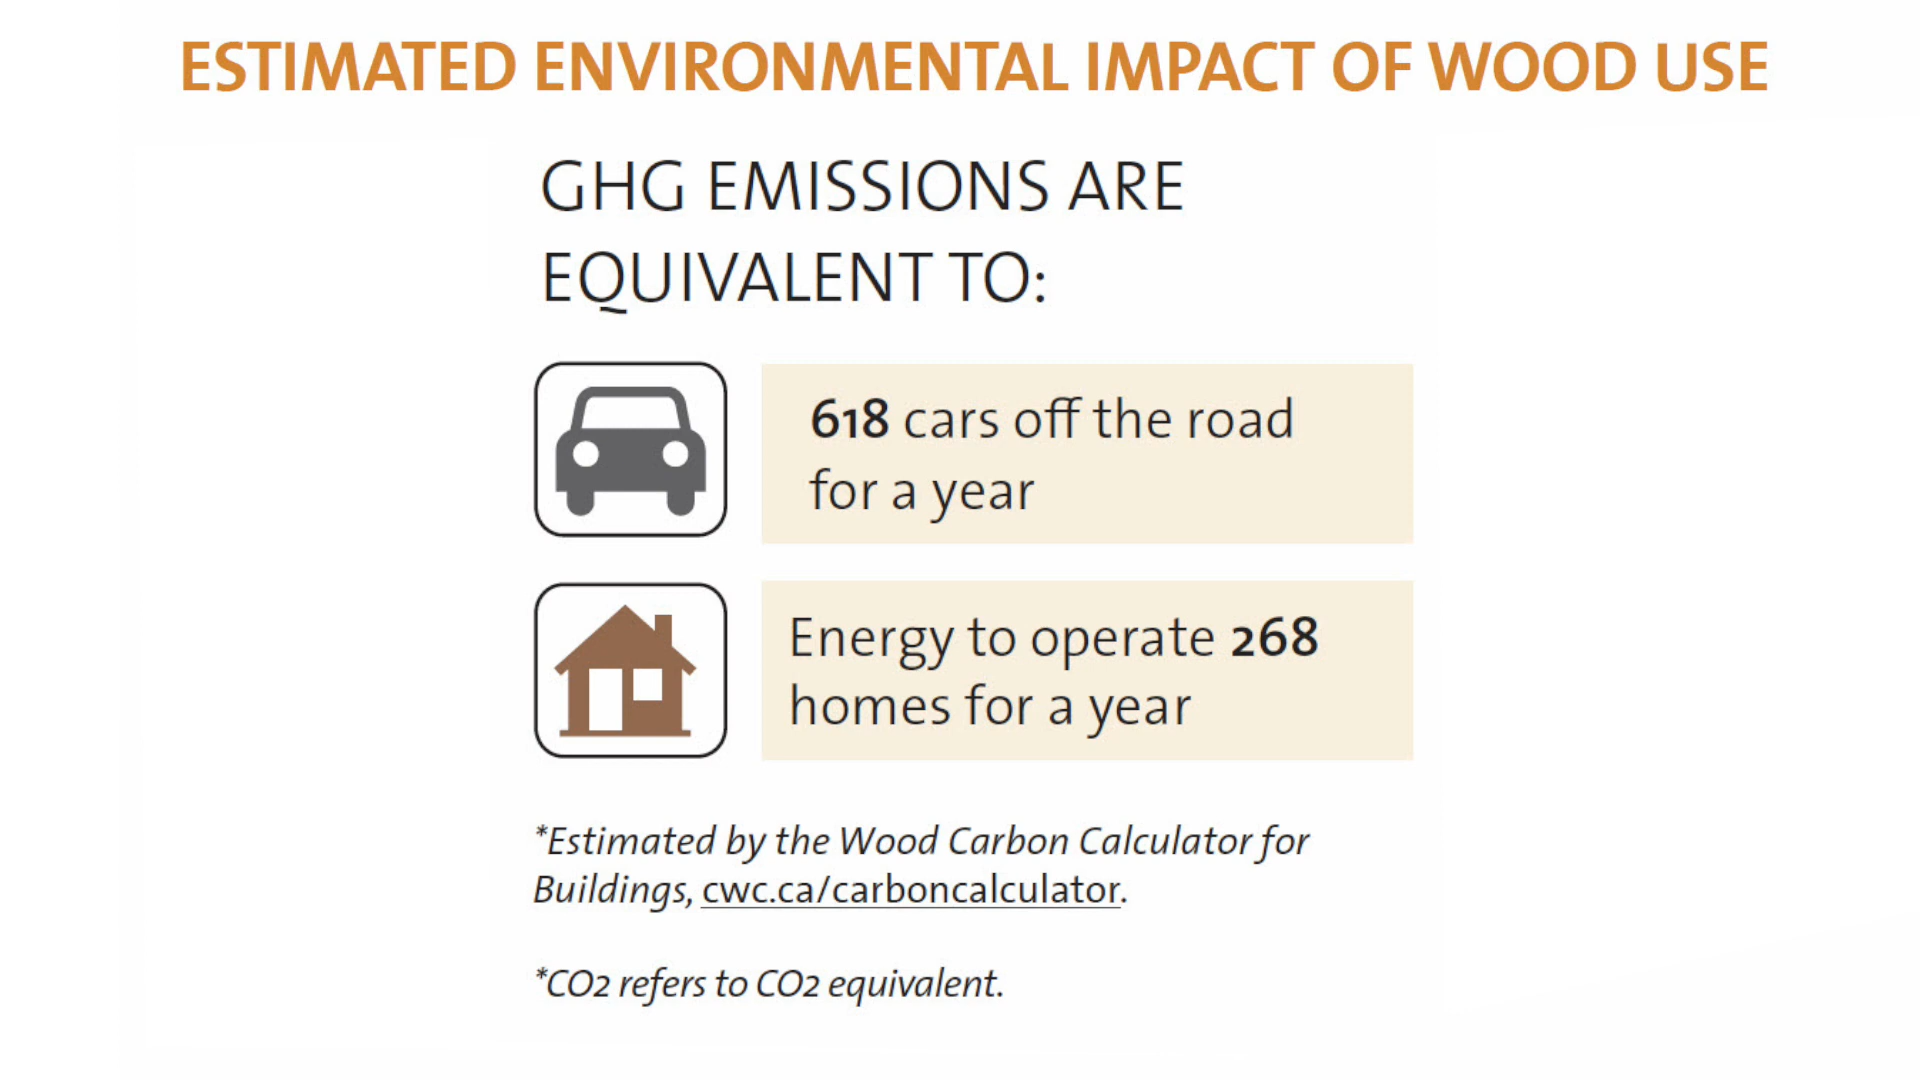 ESTIMATED ENVIRONMENTAL IMPACT OF WOOD USE
GHG EMISSIONS ARE
EQUIVALENT TO:
618 cars off the road
for a year
Energy to operate 268
homes for a year
*Estimated by the Wood Carbon Calculator for
Buildings, cwc.ca/carboncalculator.
*CO2 refers to CO2 equivalent.